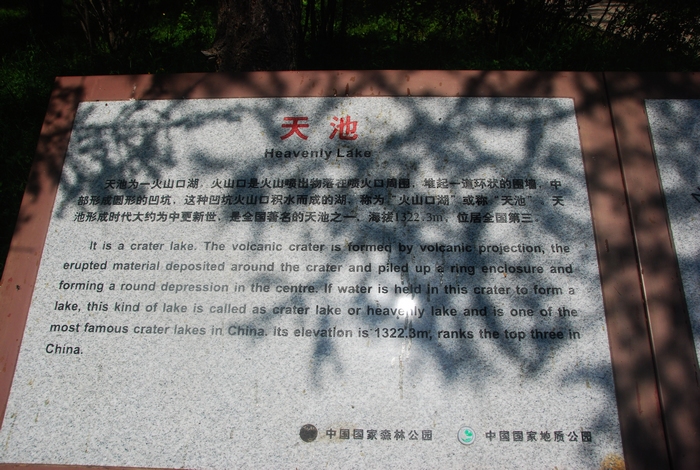 天池
Heavenly Lake
天池为一火山口湖。火山口是火山喷出物落在喷火口周围，堆起一道环状的围墙，中
部形成圆形的凹坑，这种凹坑火山口积水而成的湖，称为“火山口湖”或称“天池”。天
池形成时代大约为中更新世，是全国著名的天池之一，海拔1322.3m，位居全国第三。
It is a crater lake. The volcanic crater is formed by volcanic projection, the
erupted material deposited around the crater and piled up a ring enclosure and
forming a round depression in the centre. If water is held in this crater to form a
lake, this kind of lake is called as crater lake or heavenly lake and is one of the
most famous crater lakes in China. Its elevation is 1322.3m, ranks the top three in
China.
中国国家森林公园 中国国家地质公园